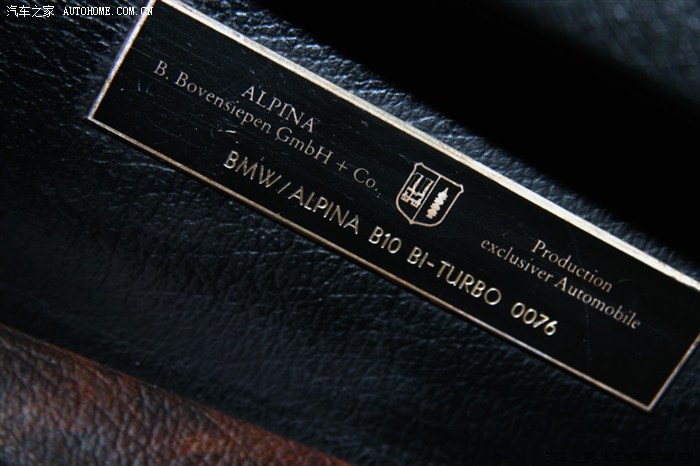 汽车之家 AUTOHOME.COM.CN
ALPINA
B. Bovensiepen GmbH + Co.
Production
exclusiver Automobile
BMW/ALPINA B10 BI-TURBO 0076